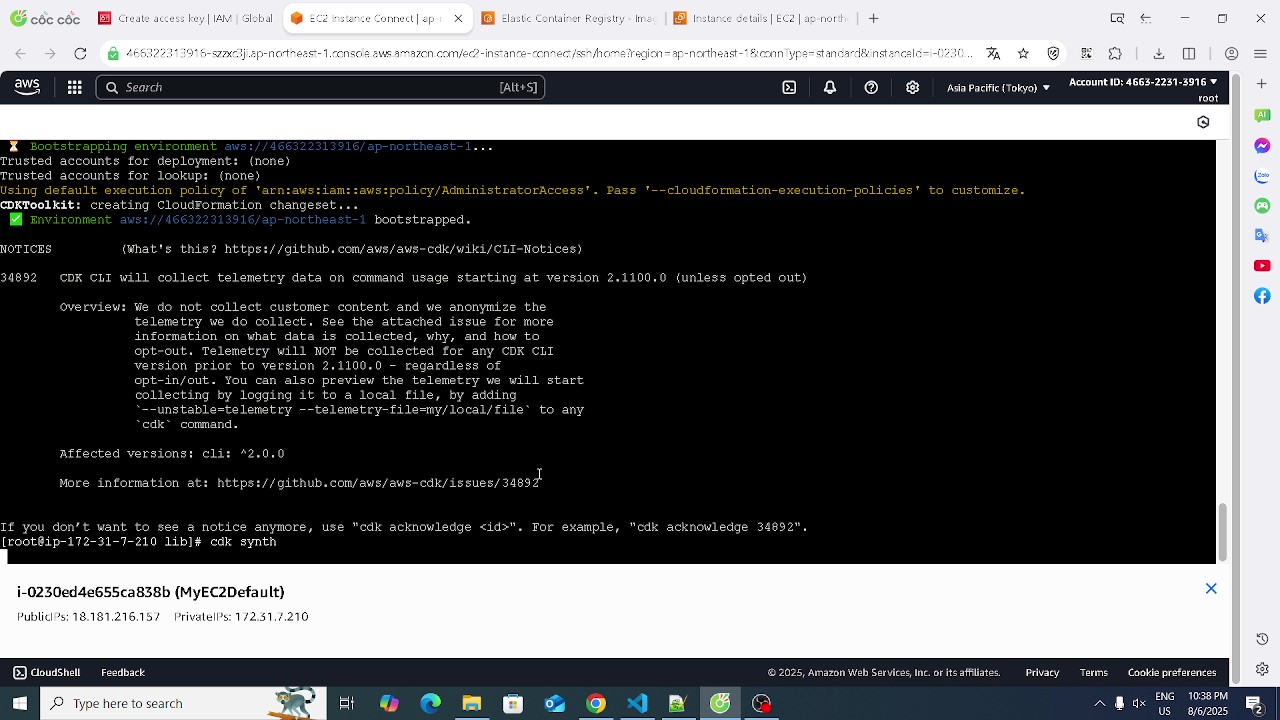 cốc cốc
Create access key | IAM | Global
EC2 Instance Connect | ap-n
Elastic Container Registry - Imag
Instance details | EC2 | ap-north
466322313916-szzxc3ji.ap-northeast-1.console.aws.amazon.com/ec2-instance-connect/ssh/home?region=ap-northeast-1&connType=standard&instanceId=i-0230...
aws
Search
[Alt+S]
Asia Pacific (Tokyo)
Account ID: 4663-2231-3916
root
Bootstrapping environment aws://466322313916/ap-northeast-1...
Trusted accounts for deployment: (none)
Trusted accounts for lookup: (none)
Using default execution policy of 'arn:aws:iam::aws:policy/AdministratorAccess'. Pass '--cloudformation-execution-policies' to customize.
CDKToolkit: creating CloudFormation changeset...
Environment aws://466322313916/ap-northeast-1 bootstrapped.
NOTICES (What's this? https://github.com/aws/aws-cdk/wiki/CLI-Notices)
34892 CDK CLI will collect telemetry data on command usage starting at version 2.1100.0 (unless opted out)
Overview: We do not collect customer content and we anonymize the
telemetry we do collect. See the attached issue for more
information on what data is collected, why, and how to
opt-out. Telemetry will NOT be collected for any CDK CLI
version prior to version 2.1100.0 - regardless of
opt-in/out. You can also preview the telemetry we will start
collecting by logging it to a local file, by adding
`--unstable=telemetry --telemetry-file=my/local/file` to any
`cdk` command.
Affected versions: cli: ^2.0.0
More information at: https://github.com/aws/aws-cdk/issues/34892
If you don’t want to see a notice anymore, use "cdk acknowledge <id>". For example, "cdk acknowledge 34892".
[root@ip-172-31-7-210 lib]# cdk synth
i-0230ed4e655ca838b (MyEC2Default)
PublicIPs: 18.181.216.157 PrivateIPs: 172.31.7.210
CloudShell
Feedback
© 2025, Amazon Web Services, Inc. or its affiliates.
Privacy
Terms
Cookie preferences
Type here to search
ENG
US
10:38 PM
8/6/2025
2
AI
Zalo